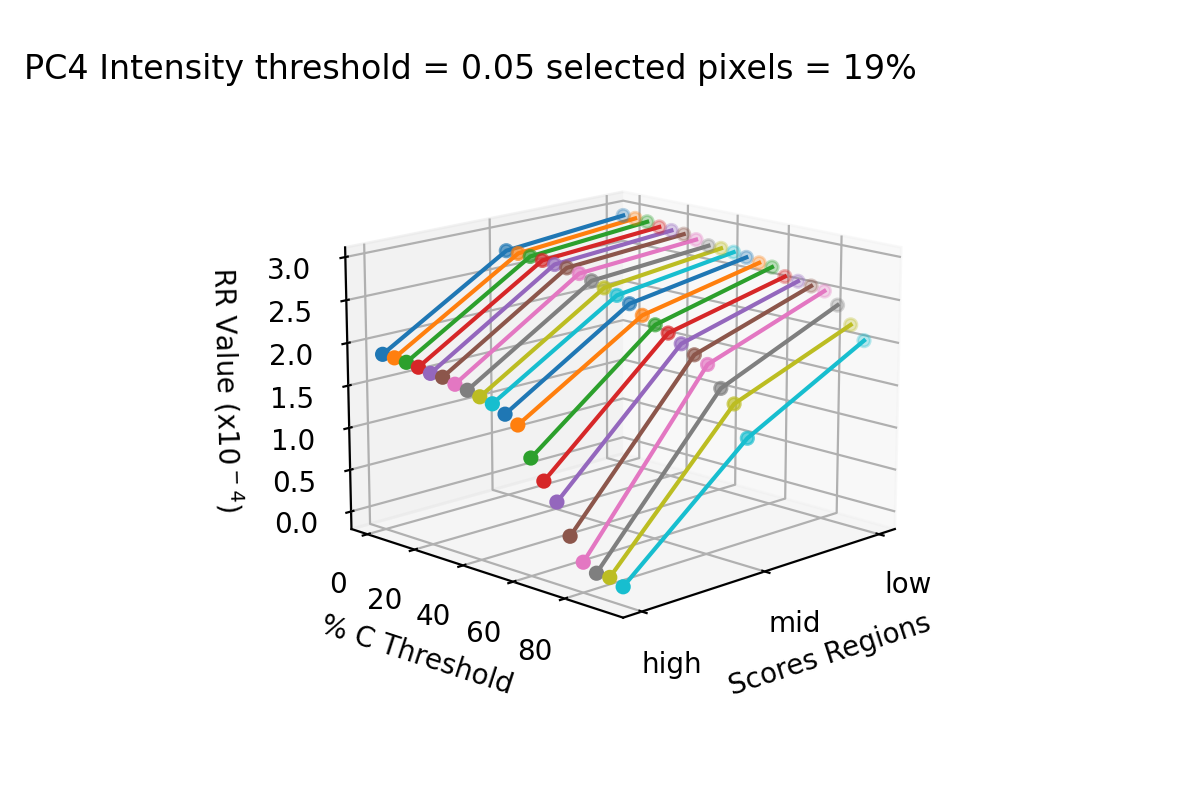 PC4 Intensity threshold = 0.05 selected pixels = 19%
3.0
2.5
2.0
1.5
1.0
0.5
0.0
RR Value (x10⁻⁴)
0
20
40
60
80
% C Threshold
high
mid
low
Scores Regions